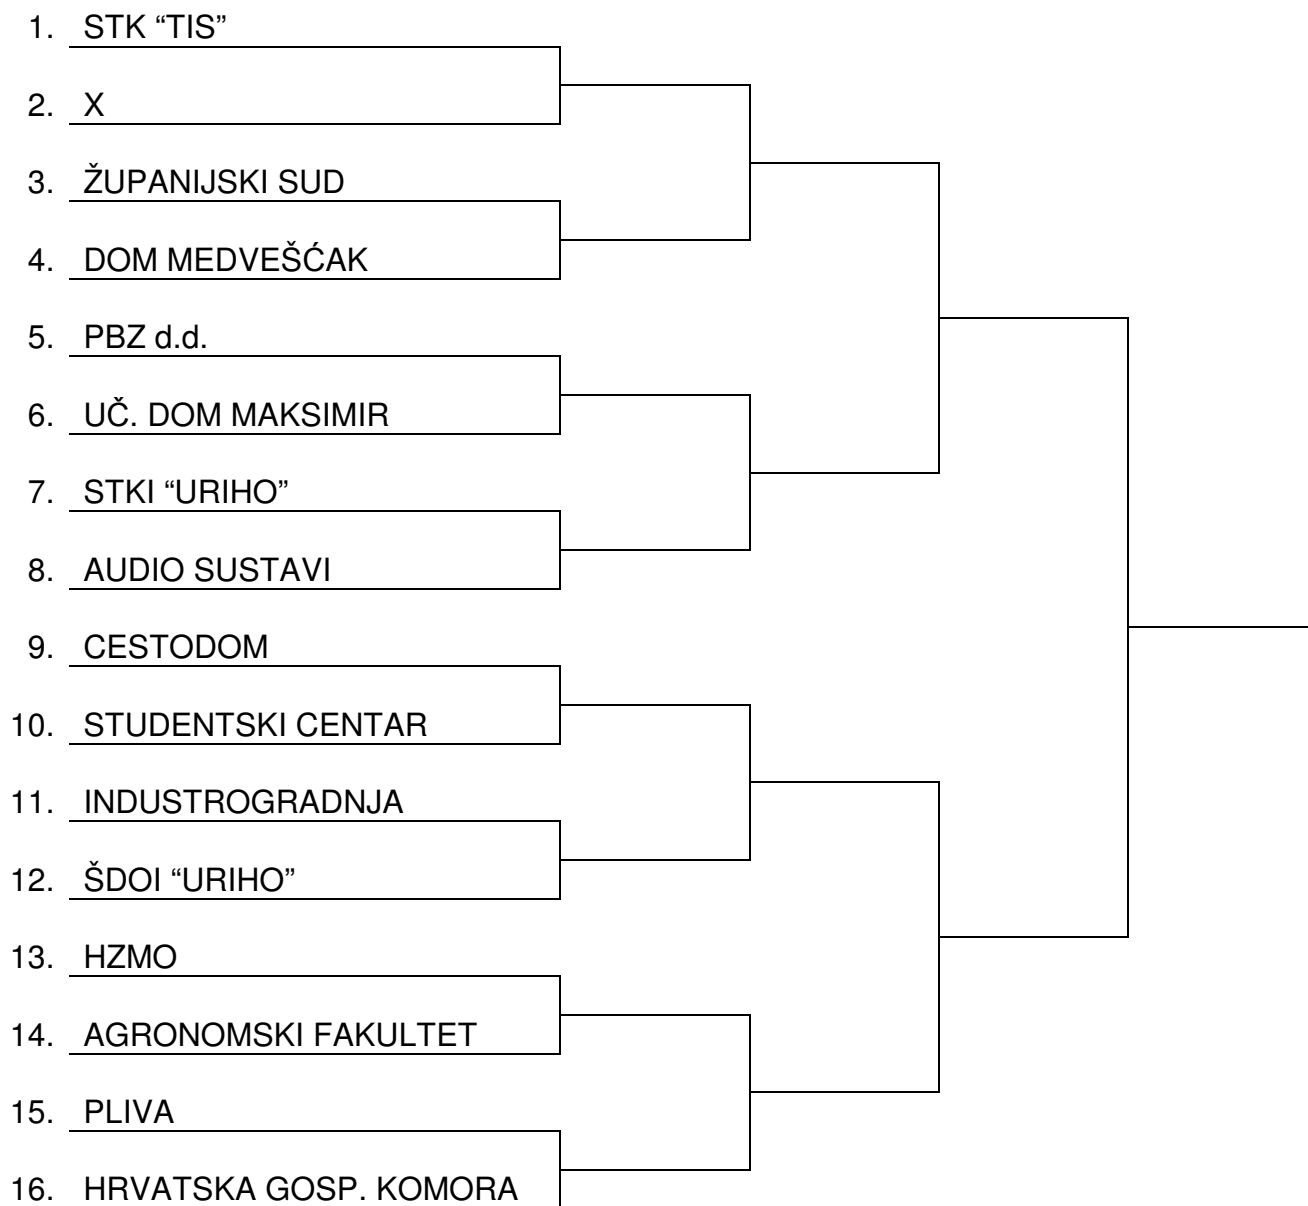 1. STK “TIS”
2. X
3. ŽUPANIJSKI SUD
4. DOM MEDVEŠĆAK
5. PBZ d.d.
6. UČ. DOM MAKSIMIR
7. STKI “URIHO”
8. AUDIO SUSTAVI
9. CESTODOM
10. STUDENTSKI CENTAR
11. INDUSTROGRADNJA
12. ŠDOI “URIHO”
13. HZMO
14. AGRONOMSKI FAKULTET
15. PLIVA
16. HRVATSKA GOSP. KOMORA